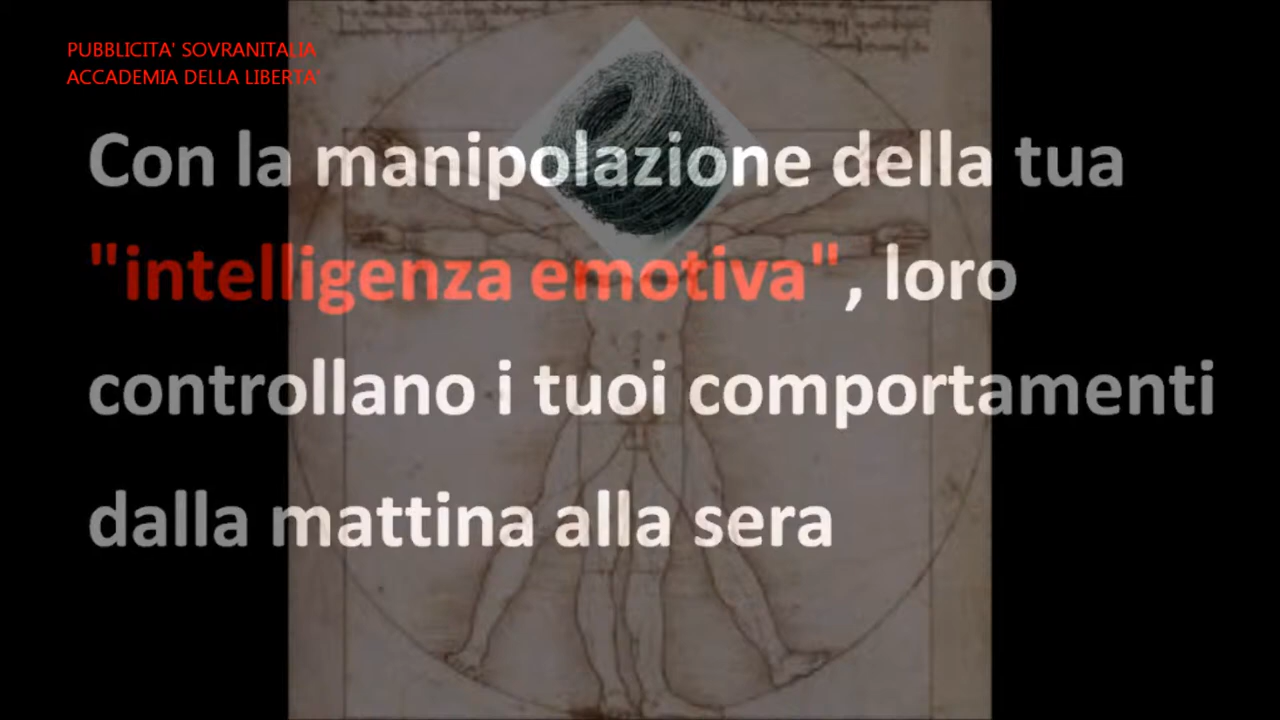 PUBBLICITA' SOVRANITALIA
ACCADEMIA DELLA LIBERTA'
Con la manipolazione della tua
"intelligenza emotiva", loro
controllano i tuoi comportamenti
dalla mattina alla sera